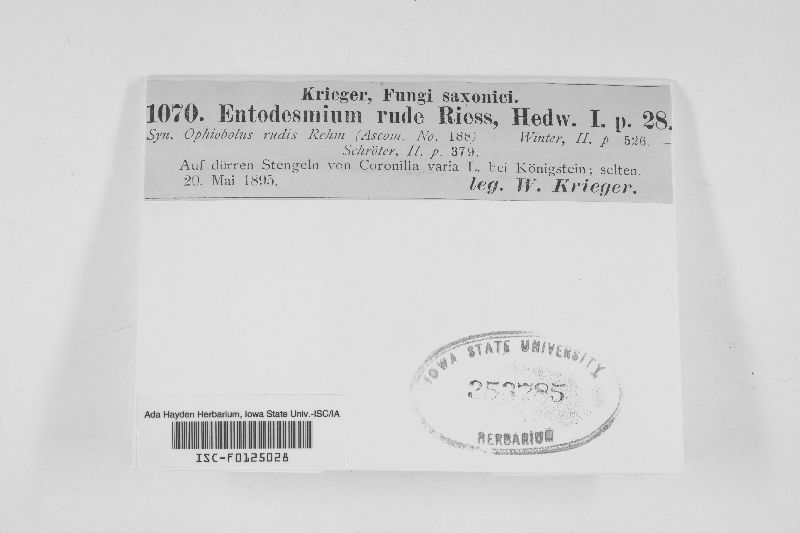 Krieger, Fungi saxonici.
1070. Entodesmium rude Riess, Hedw. I. p. 28.
Syn. Ophiobolus rudis Rehm (Ascom. No. 188) — Winter, II. p 526. —
Schröter, II. p. 379.
Auf dürren Stengeln von Coronilla varia L. bei Königstein; selten.
20. Mai 1895. leg. W. Krieger.
IOWA STATE UNIVERSITY
353785
HERBARIUM
Ada Hayden Herbarium, Iowa State Univ.-ISC/IA
ISC-F0125028